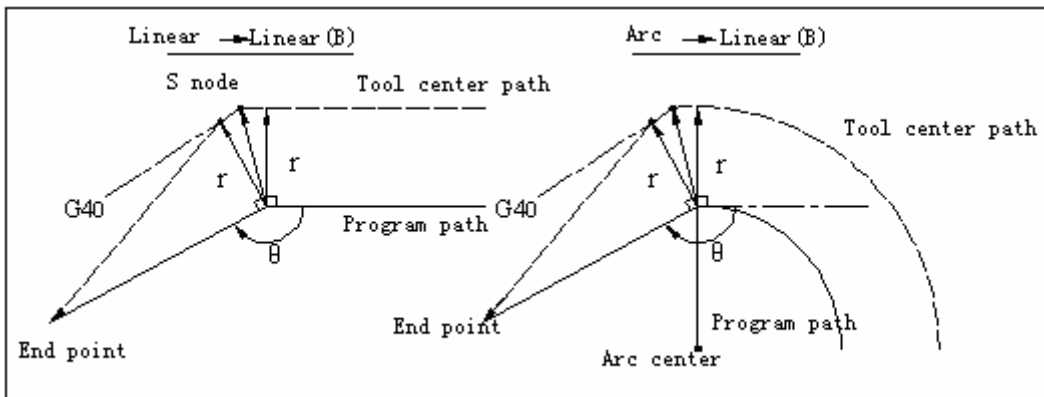 Linear → Linear(B)
S node
Tool center path
r
r
G40
Program path
θ
End point
Arc → Linear(B)
Tool center path
r
r
G40
θ
Program path
End point
Arc center